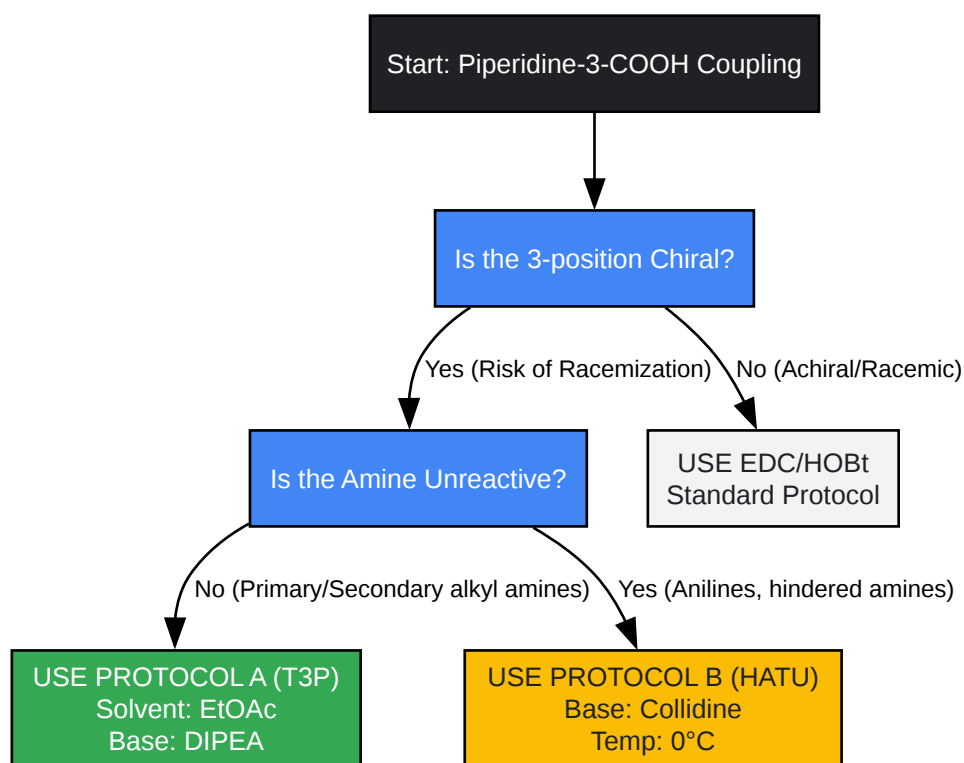 Start: Piperidine-3-COOH Coupling
Is the 3-position Chiral?
Yes (Risk of Racemization)
No (Achiral/Racemic)
Is the Amine Unreactive?
USE EDC/HOBt
Standard Protocol
No (Primary/Secondary alkyl amines)
Yes (Anilines, hindered amines)
USE PROTOCOL A (T3P)
Solvent: EtOAc
Base: DIPEA
USE PROTOCOL B (HATU)
Base: Collidine
Temp: 0°C